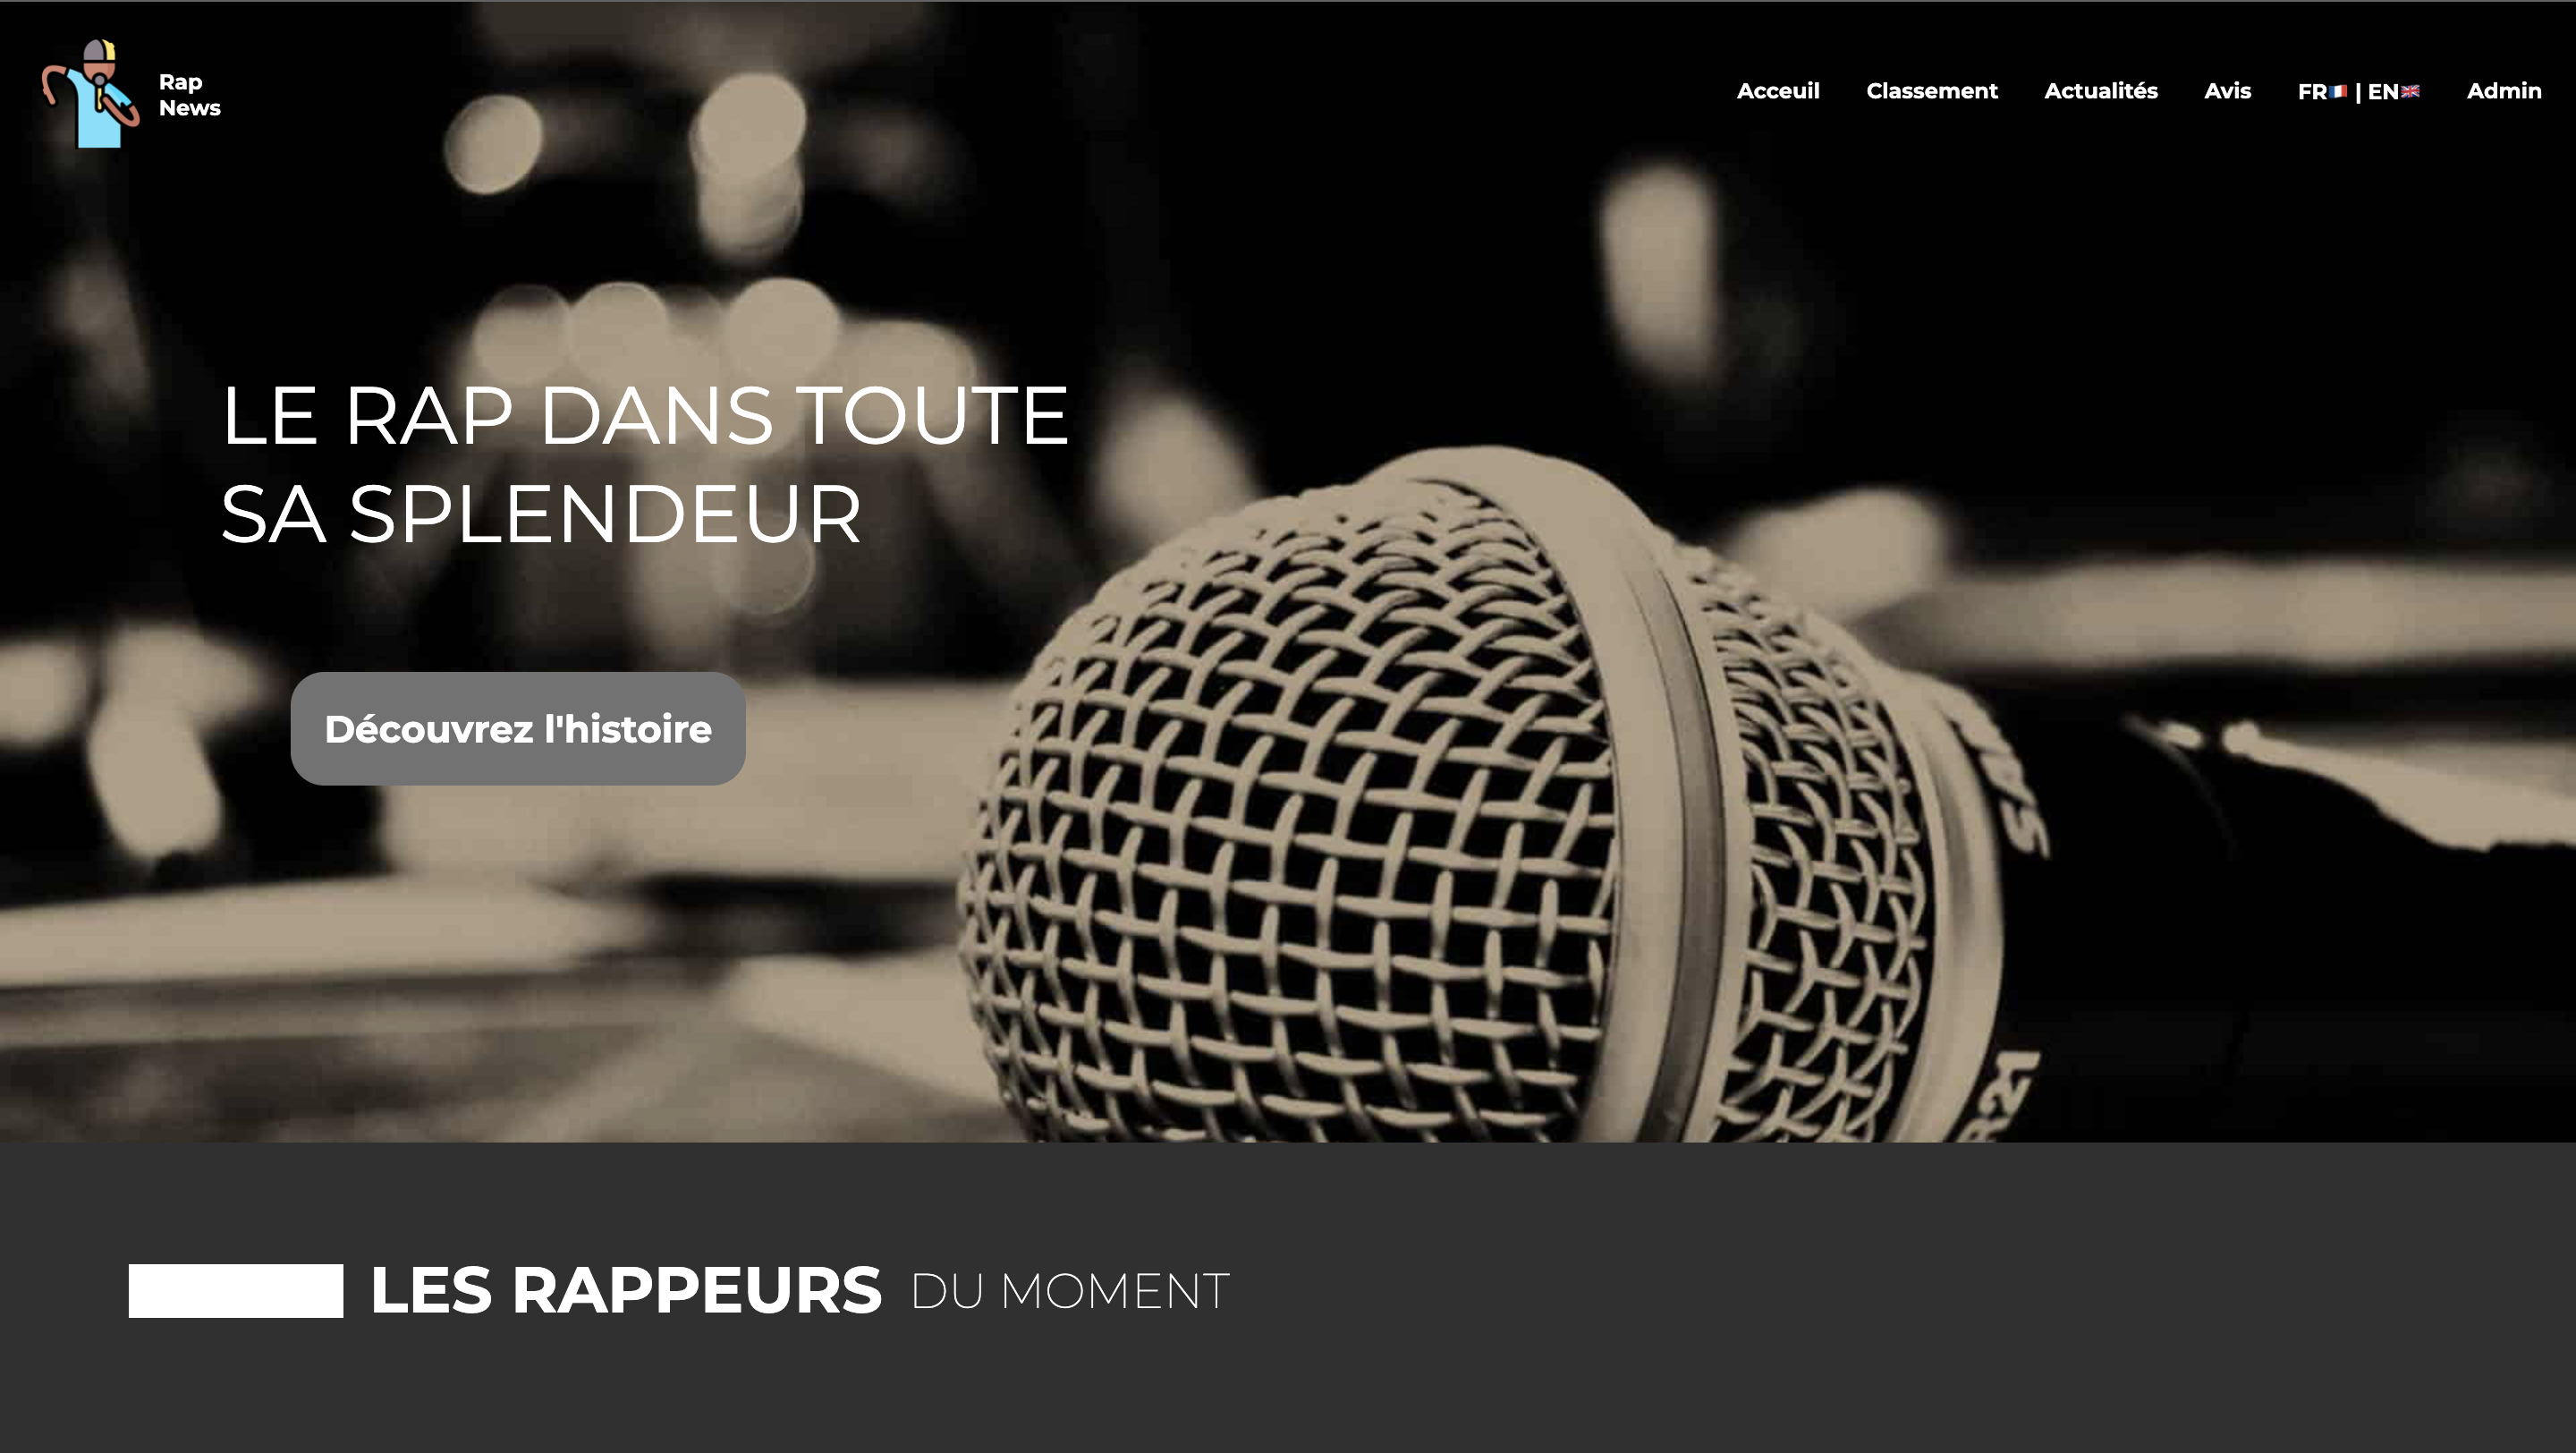 Rap
News
Acceuil Classement Actualités Avis FR🇫🇷 | EN🇬🇧 Admin
LE RAP DANS TOUTE
SA SPLENDEUR
Découvrez l'histoire
LES RAPPEURS DU MOMENT